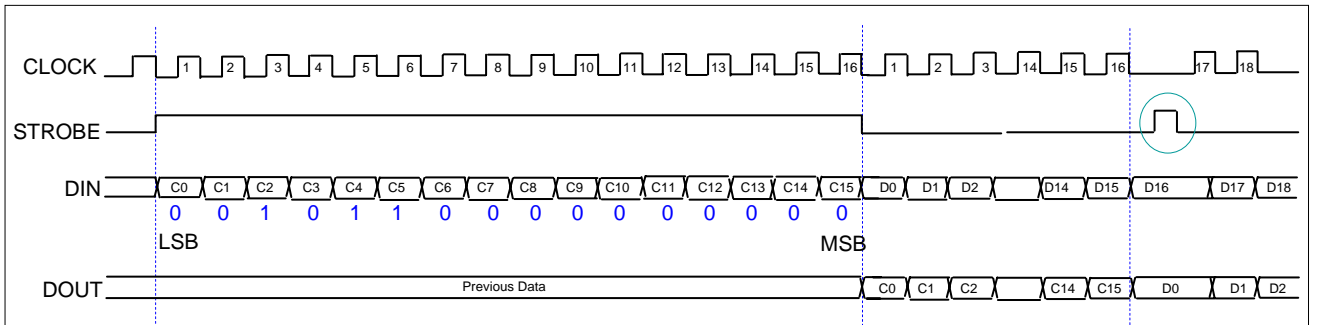 CLOCK 1 2 3 4 5 6 7 8 9 10 11 12 13 14 15 16 1 2 3 14 15 16 17 18
STROBE
DIN C0 C1 C2 C3 C4 C5 C6 C7 C8 C9 C10 C11 C12 C13 C14 C15 D0 D1 D2 D14 D15 D16 D17 D18
0 0 1 0 1 1 0 0 0 0 0 0 0 0 0 0
LSB MSB
DOUT Previous Data C0 C1 C2 C14 C15 D0 D1 D2